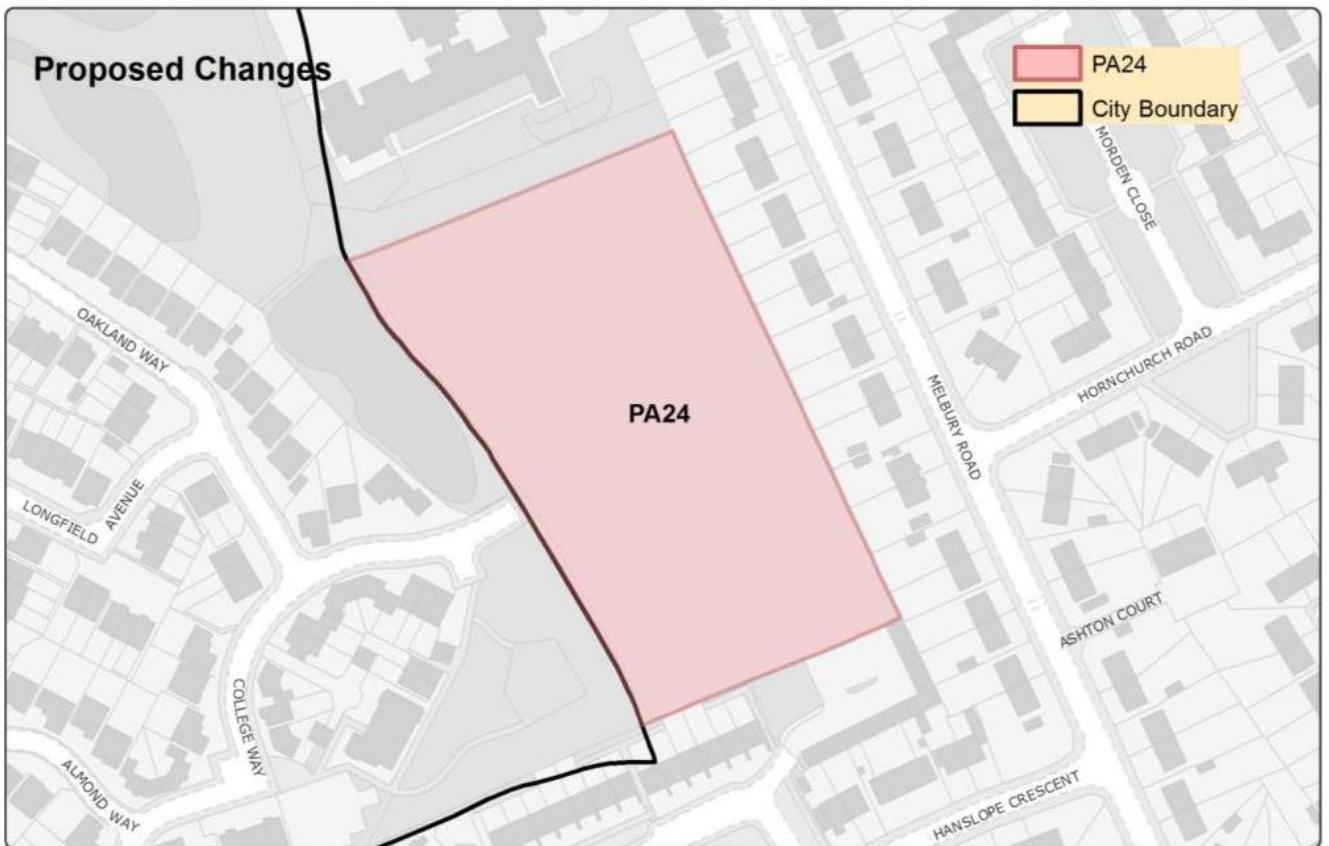 Proposed Changes
PA24
City Boundary
MORDEN CLOSE
OAKLAND WAY
HORNCHURCH ROAD
MELBURY ROAD
PA24
LONGFIELD
AVENUE
ASHTON COURT
COLLEGE WAY
ALMOND WAY
HANSLOPE CRESCENT